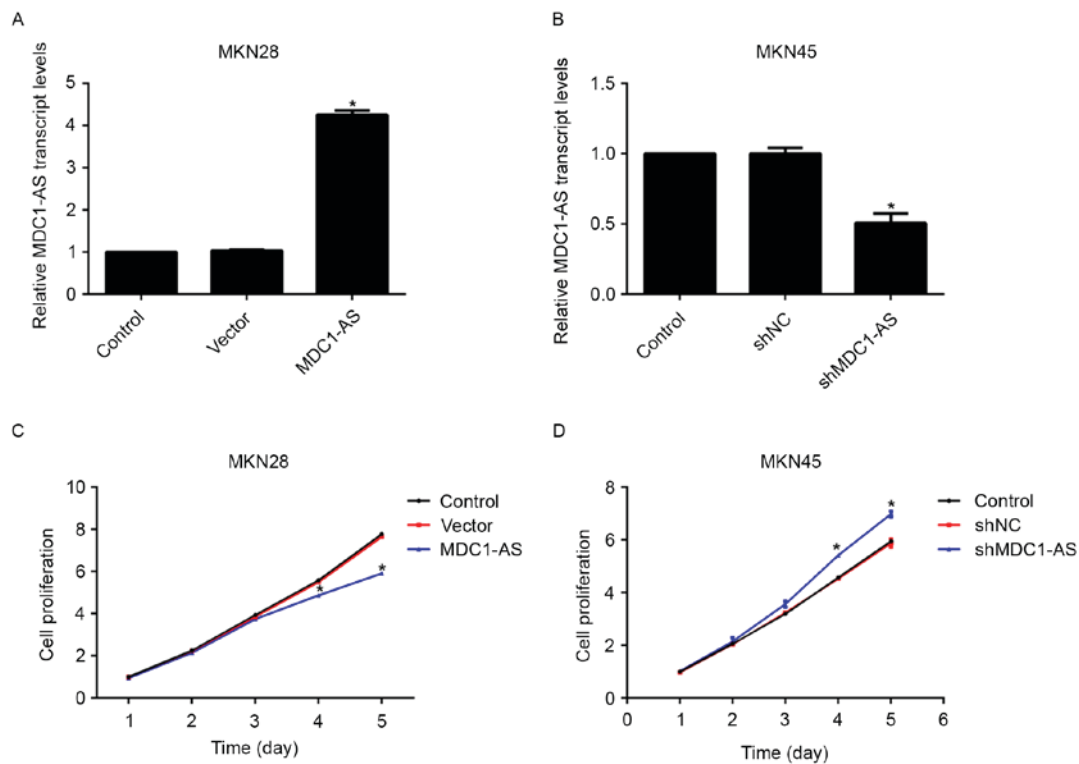 A
MKN28
Relative MDC1-AS transcript levels
5
4
3
2
1
0
*
Control
Vector
MDC1-AS
B
MKN45
Relative MDC1-AS transcript levels
1.5
1.0
0.5
0.0
*
Control
shNC
shMDC1-AS
C
MKN28
Cell proliferation
10
8
6
4
2
0
*
*
Control
Vector
MDC1-AS
1 2 3 4 5
Time (day)
D
MKN45
Cell proliferation
8
6
4
2
0
*
*
Control
shNC
shMDC1-AS
0 1 2 3 4 5 6
Time (day)